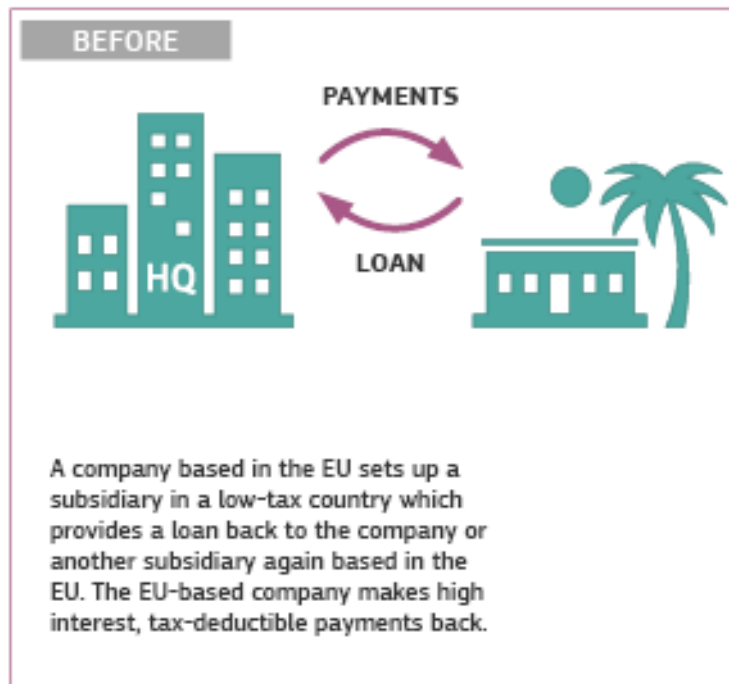 BEFORE
PAYMENTS
LOAN
HQ
A company based in the EU sets up a
subsidiary in a low-tax country which
provides a loan back to the company or
another subsidiary again based in the
EU. The EU-based company makes high
interest, tax-deductible payments back.